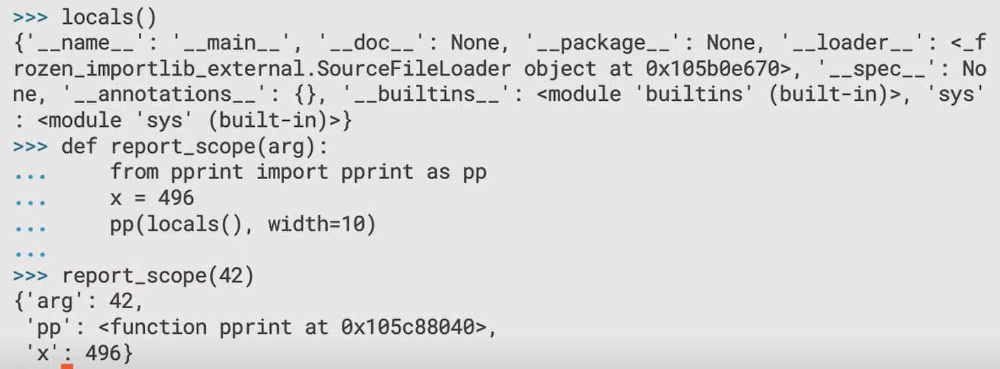 >>> locals()
{'__name__': '__main__', '__doc__': None, '__package__': None, '__loader__': <_f
rozen_importlib_external.SourceFileLoader object at 0x105b0e670>, '__spec__': No
ne, '__annotations__': {}, '__builtins__': <module 'builtins' (built-in)>, 'sys'
: <module 'sys' (built-in)>}
>>> def report_scope(arg):
...     from pprint import pprint as pp
...     x = 496
...     pp(locals(), width=10)
...
>>> report_scope(42)
{'arg': 42,
 'pp': <function pprint at 0x105c88040>,
 'x': 496}